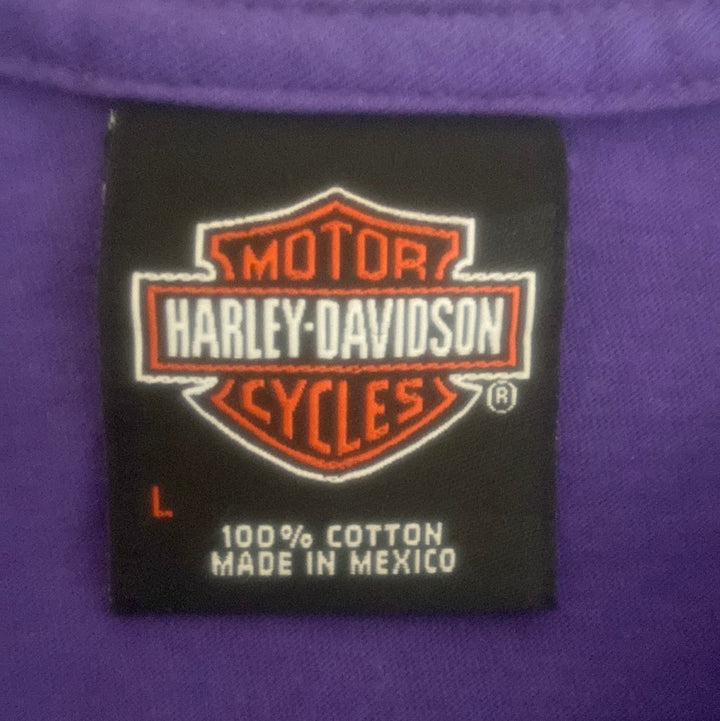 MOTOR
HARLEY-DAVIDSON
CYCLES
®
L
100% COTTON
MADE IN MEXICO